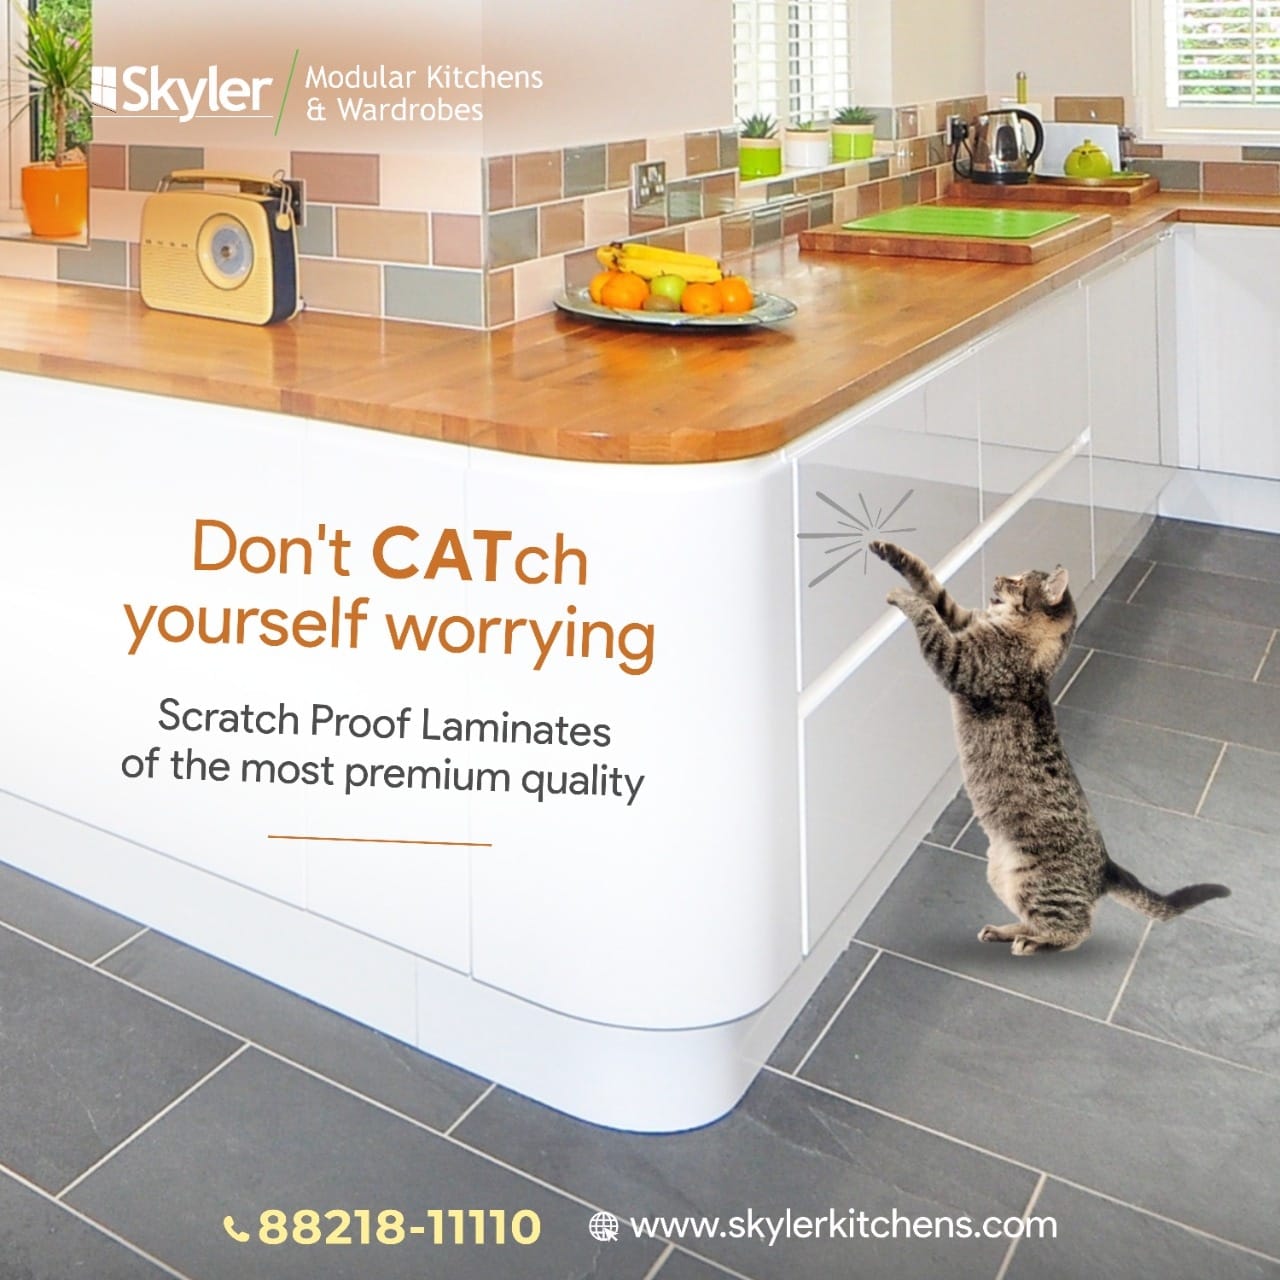 Skyler
Modular Kitchens
& Wardrobes
Don't CATch
yourself worrying
Scratch Proof Laminates
of the most premium quality
88218-11110
www.skylerkitchens.com